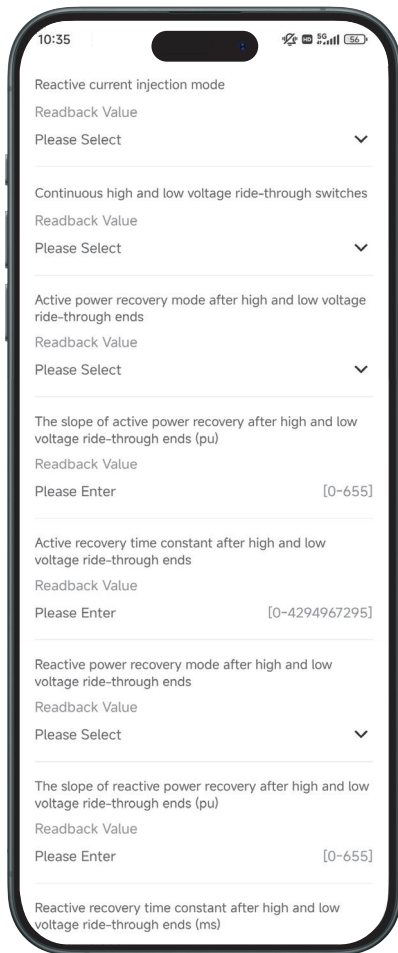 10:35
HD 5G 56
Reactive current injection mode
Readback Value
Please Select
Continuous high and low voltage ride-through switches
Readback Value
Please Select
Active power recovery mode after high and low voltage
ride-through ends
Readback Value
Please Select
The slope of active power recovery after high and low
voltage ride-through ends (pu)
Readback Value
Please Enter [0-655]
Active recovery time constant after high and low
voltage ride-through ends
Readback Value
Please Enter [0-4294967295]
Reactive power recovery mode after high and low
voltage ride-through ends
Readback Value
Please Select
The slope of reactive power recovery after high and low
voltage ride-through ends (pu)
Readback Value
Please Enter [0-655]
Reactive recovery time constant after high and low
voltage ride-through ends (ms)